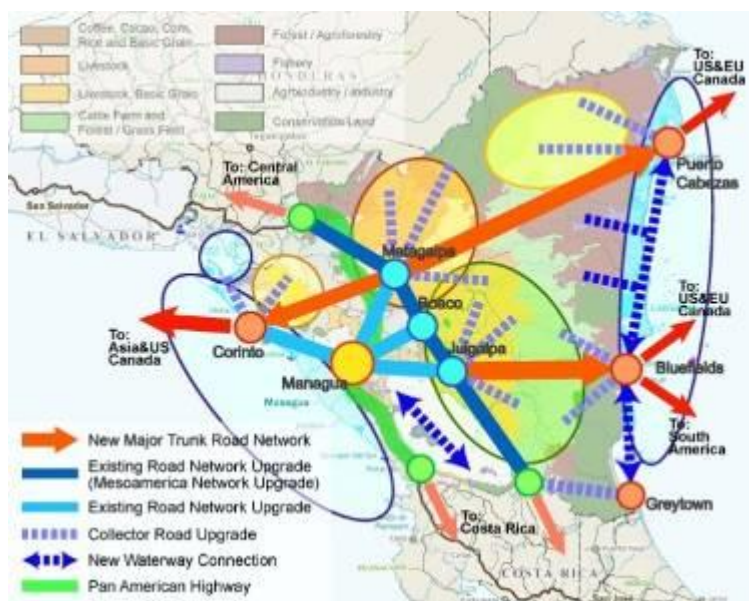 Coffee, Cacao, Corn,
Rice and Basic Grain
Livestock
Livestock, Basic Grain
Cattle Farm and
Forest / Grass Field
Forest / Agroforestry
Fishery
Agroindustry / Industry
Conservation Land
HONDURAS
To:
US&EU
Canada
Puerto
Cabezas
To: Central
America
San Salvador
EL SALVADOR
Matagalpa
Boaco
To:
US&EU
Canada
To:
Asia&US
Canada
Corinto
Juigalpa
Managua
Managua
Bluefields
To:
South
America
Greytown
To:
Costa Rica
COSTA RICA
New Major Trunk Road Network
Existing Road Network Upgrade
(Mesoamerica Network Upgrade)
Existing Road Network Upgrade
Collector Road Upgrade
New Waterway Connection
Pan American Highway